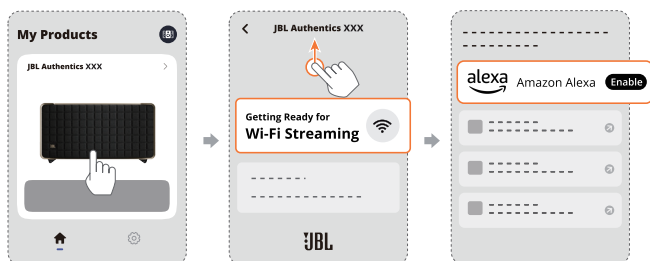 My Products
JBL Authentics XXX
JBL
JBL Authentics XXX
Getting Ready for
Wi-Fi Streaming
JBL
alexa
Amazon Alexa
Enable